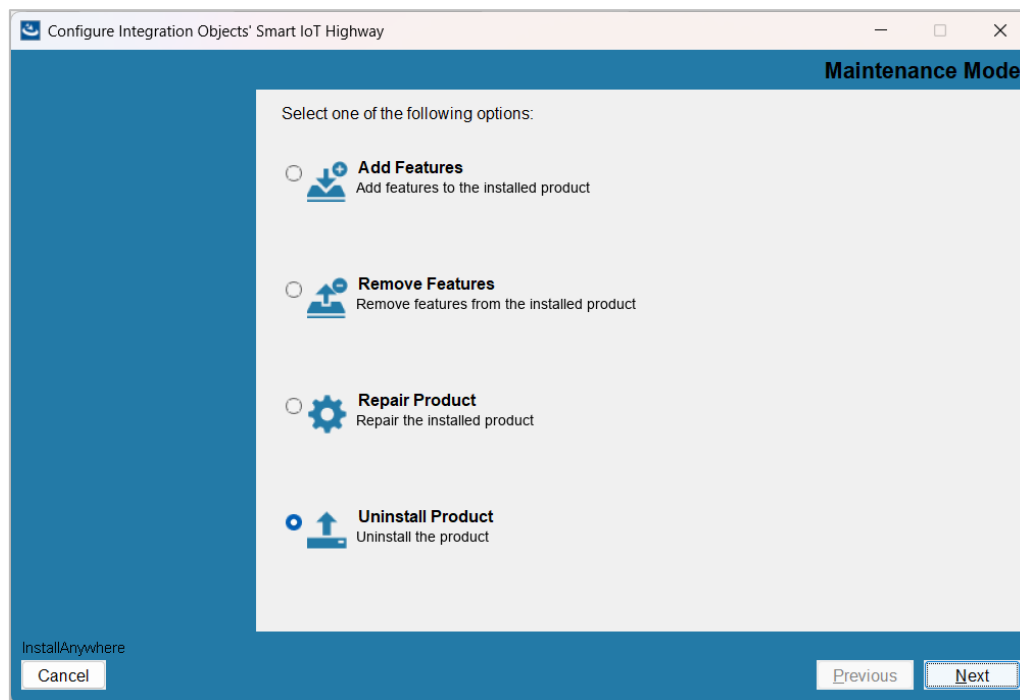 Configure Integration Objects' Smart IoT Highway
Maintenance Mode
Select one of the following options:
Add Features
Add features to the installed product
Remove Features
Remove features from the installed product
Repair Product
Repair the installed product
Uninstall Product
Uninstall the product
InstallAnywhere
Cancel
Previous
Next